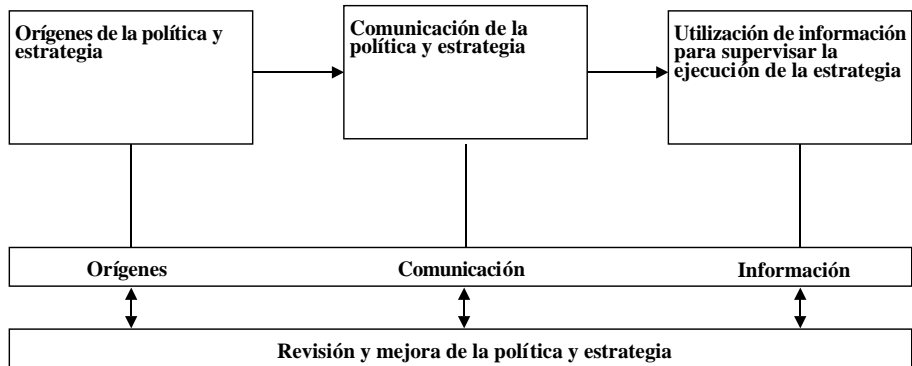 Orígenes de la política y
estrategia
Comunicación de la
política y estrategia
Utilización de información
para supervisar la
ejecución de la estrategia
Orígenes
Comunicación
Información
Revisión y mejora de la política y estrategia